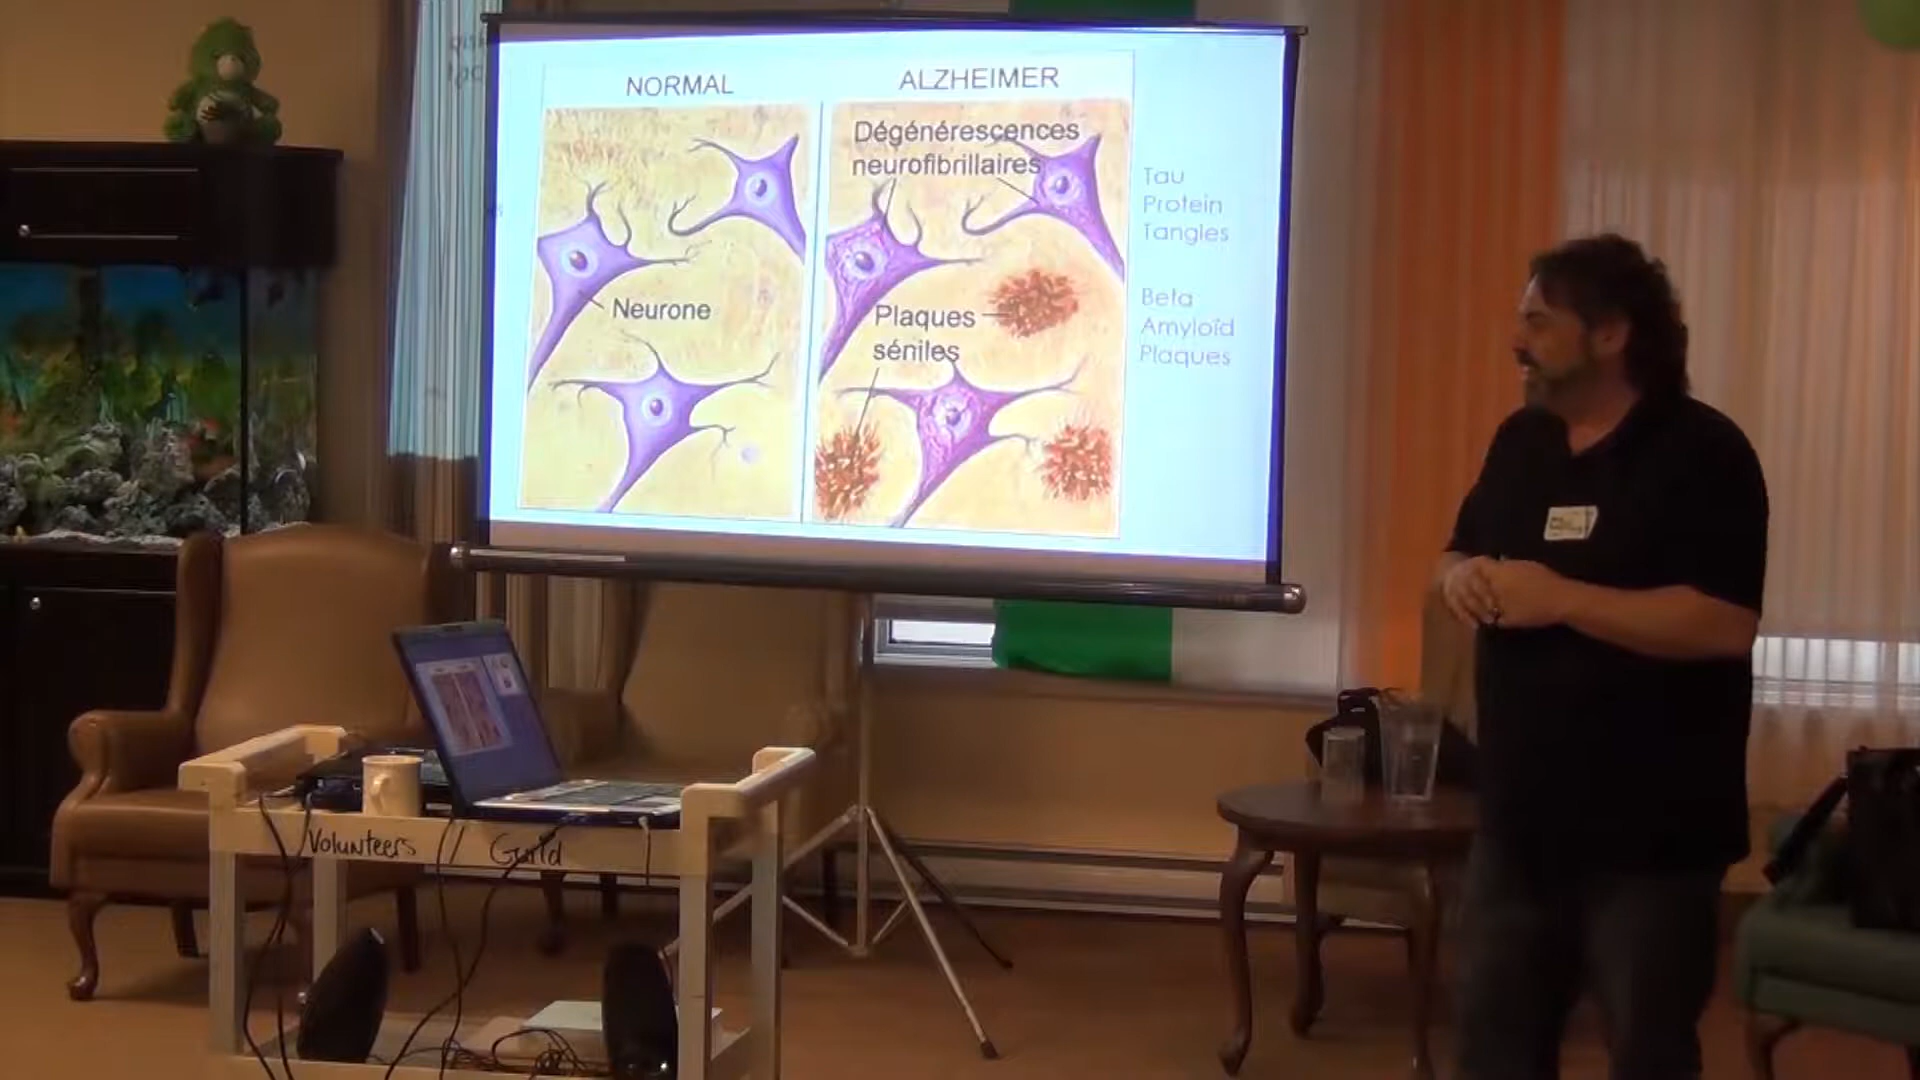 NORMAL
ALZHEIMER
Dégénérescences
neurofibrillaires
Neurone
Plaques
séniles
Tau
Protein
Tangles
Beta
Amyloïd
Plaques
Volunteers / Guild